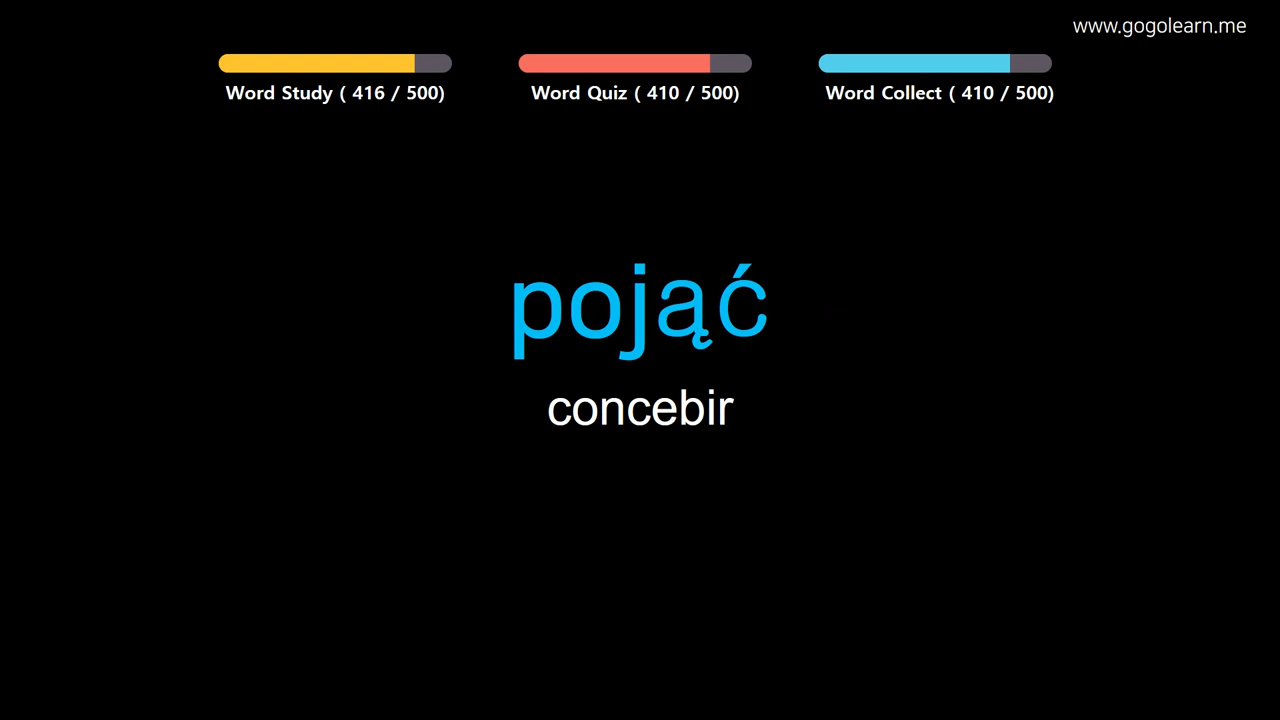 www.gogolearn.me
Word Study ( 416 / 500)
Word Quiz ( 410 / 500)
Word Collect ( 410 / 500)
pojąć
concebir